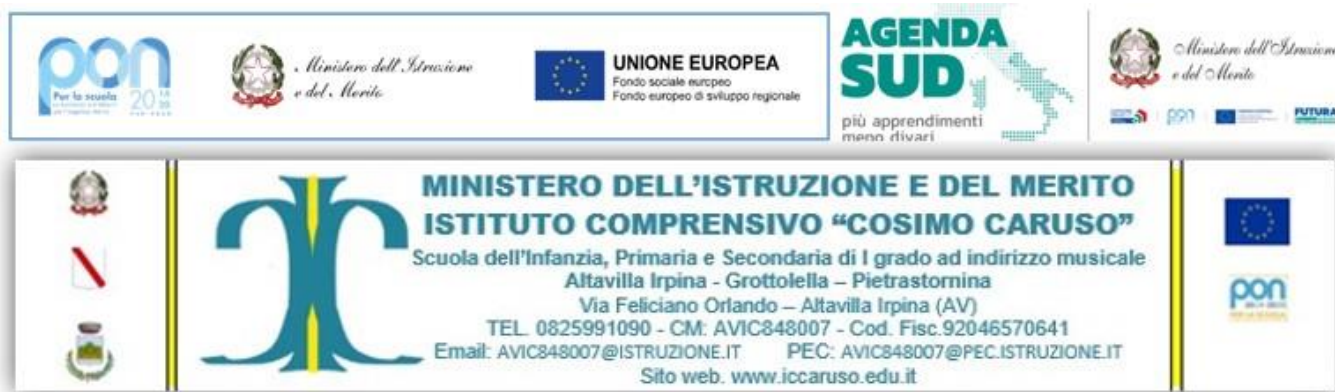 pon
Per la scuola
Ministero dell'Istruzione
e del Merito
UNIONE EUROPEA
Fondo sociale europeo
Fondo europeo di sviluppo regionale
AGENDA
SUD
più apprendimenti
meno divari
Ministero dell'Istruzione
e del Merito
pon
FUTURA
MINISTERO DELL'ISTRUZIONE E DEL MERITO
ISTITUTO COMPRENSIVO “COSIMO CARUSO”
Scuola dell'Infanzia, Primaria e Secondaria di I grado ad indirizzo musicale
Altavilla Irpina - Grottolella – Pietrastornina
Via Feliciano Orlando – Altavilla Irpina (AV)
TEL. 0825991090 - CM: AVIC848007 - Cod. Fisc.92046570641
Email: AVIC848007@ISTRUZIONE.IT PEC: AVIC848007@PEC.ISTRUZIONE.IT
Sito web. www.iccaruso.edu.it
pon